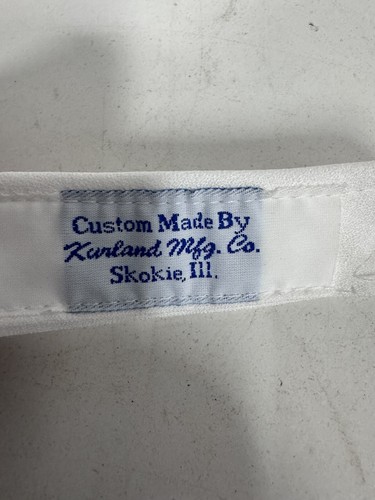 Custom Made By
Kurland Mfg. Co.
Skokie, Ill.